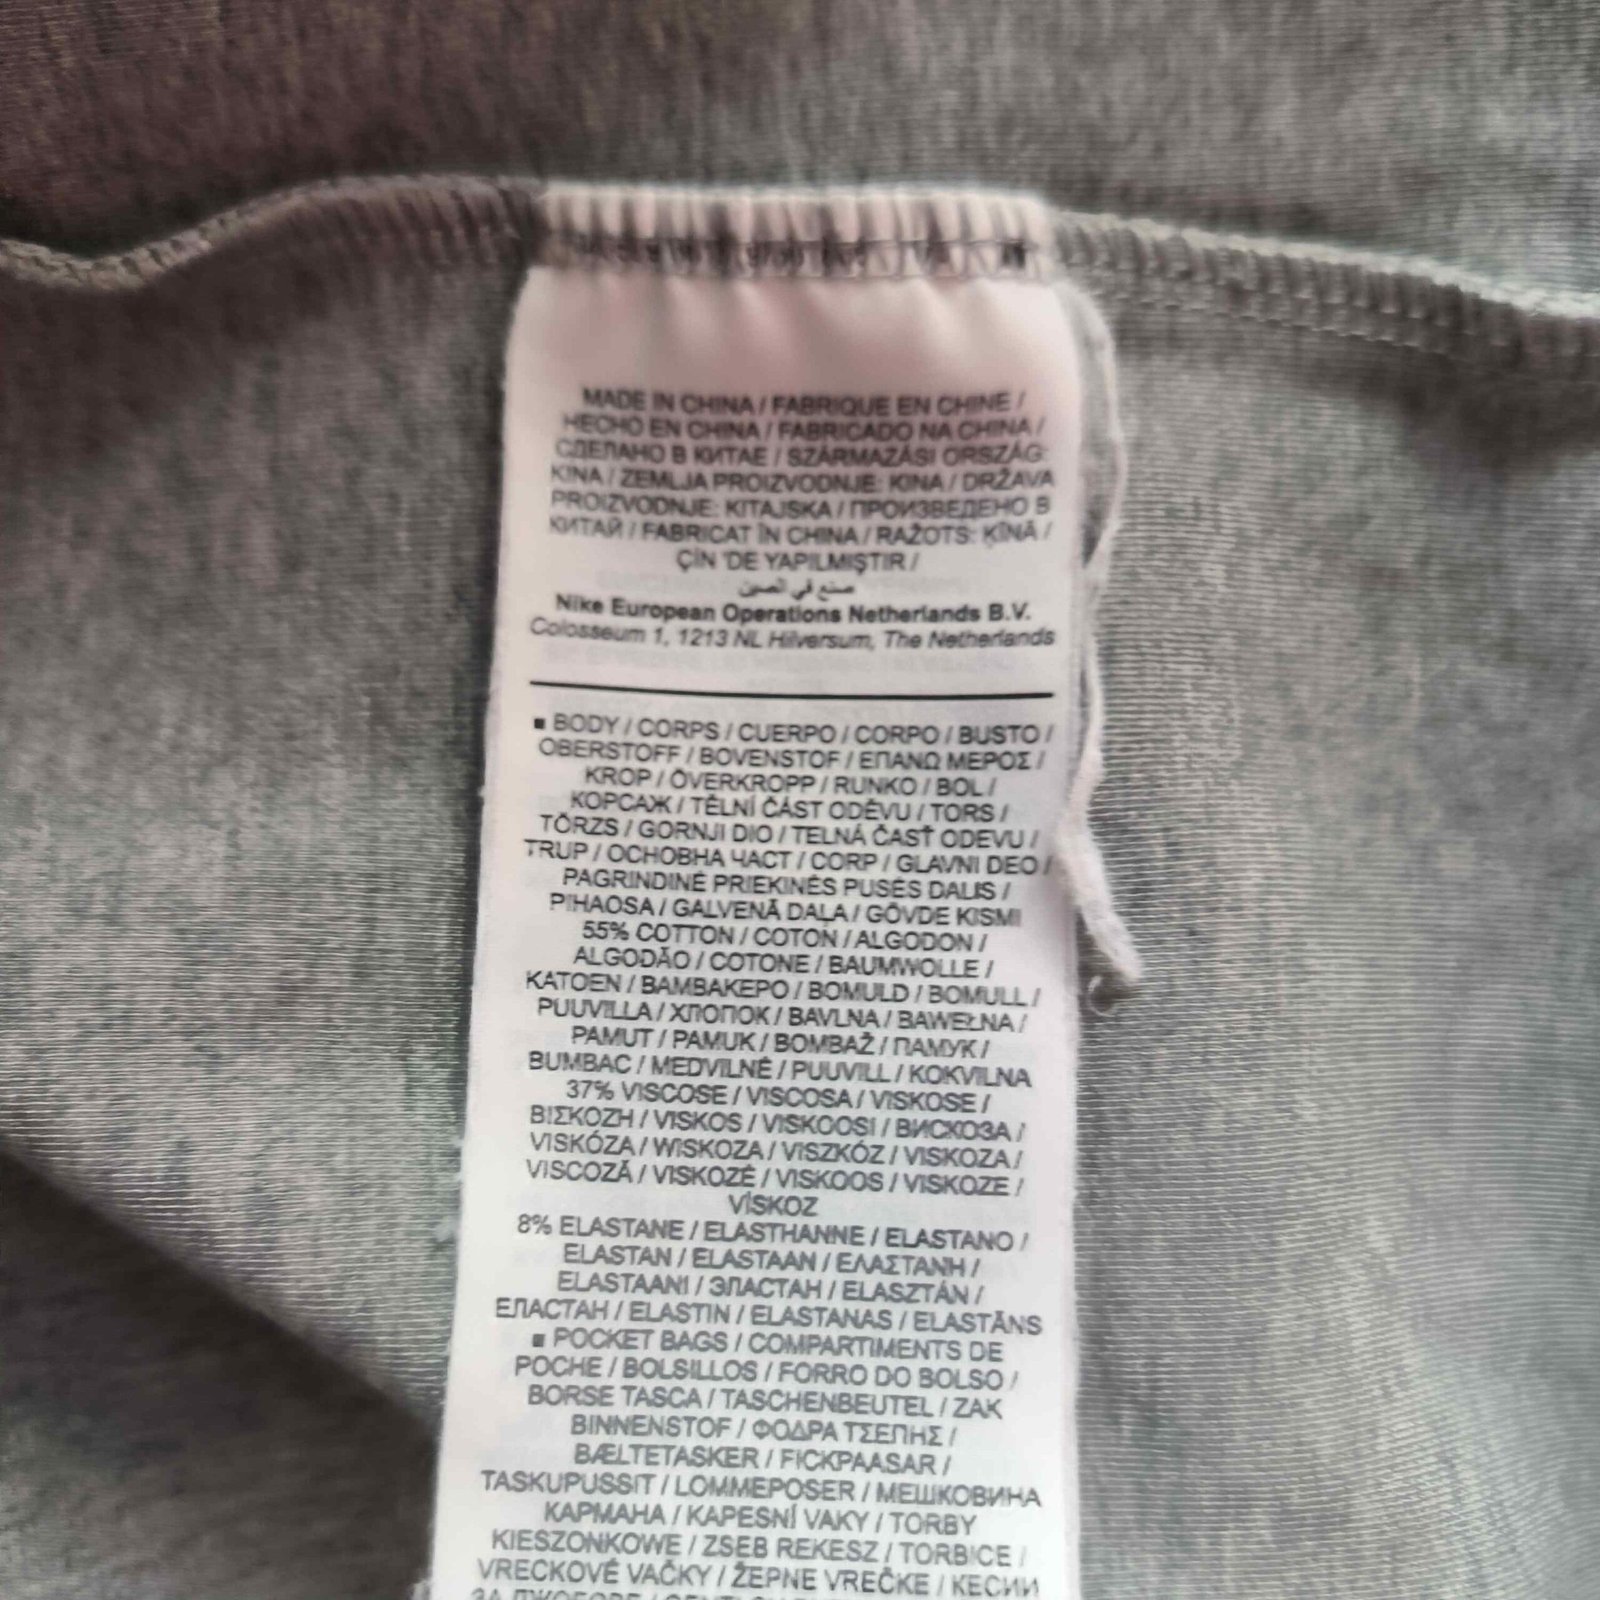 MADE IN CHINA / FABRIQUE EN CHINE /
HECHO EN CHINA / FABRICADO NA CHINA /
СДЕЛАНО В КИТАЕ / SZÁRMAZÁSI ORSZÁG:
KINA / ZEMLJA PROIZVODNJE: KINA / DRŽAVA
PROIZVODNJE: KITAJSKA / ПРОИЗВЕДЕНО В
КИТАЙ / FABRICAT ÎN CHINA / RAŽOTS: ĶĪNĀ /
ÇİN 'DE YAPILMIŞTIR /
صنع في الصين
Nike European Operations Netherlands B.V.
Colosseum 1, 1213 NL Hilversum, The Netherlands
■ BODY / CORPS / CUERPO / CORPO / BUSTO /
OBERSTOFF / BOVENSTOF / ΕΠΑΝΩ ΜΕΡΟΣ /
KROP / ÖVERKROPP / RUNKO / BOL /
КОРСАЖ / TĚLNÍ ČÁST ODĚVU / TORS /
TÖRZS / GORNJI DIO / TELNÁ ČASŤ ODEVU /
TRUP / ОСНОВНА ЧАСТ / CORP / GLAVNI DEO /
PAGRINDINĖ PRIEKINĖS PUSĖS DALIS /
PIHAOSA / GALVENĀ DAĻA / GÖVDE KISMI
55% COTTON / COTON / ALGODON /
ALGODÃO / COTONE / BAUMWOLLE /
KATOEN / ΒΑΜΒΑΚΕΡΟ / BOMULD / BOMULL /
PUUVILLA / ХЛОПОК / BAVLNA / BAWEŁNA /
PAMUT / PAMUK / BOMBAŽ / ПАМУК /
BUMBAC / MEDVILNĖ / PUUVILL / KOKVILNA
37% VISCOSE / VISCOSA / VISKOSE /
ΒΙΣΚΟΖΗ / VISKOS / VISKOOSI / ВИСКОЗА /
VISKÓZA / WISKOZA / VISZKÓZ / VISKOZA /
VISCOZĂ / VISKOZĖ / VISKOOS / VISKOZE /
VİSKOZ
8% ELASTANE / ELASTHANNE / ELASTANO /
ELASTAN / ELASTAAN / ΕΛΑΣΤΑΝΗ /
ELASTAANI / ЭЛАСТАН / ELASZTÁN /
ЕЛАСТАН / ELASTIN / ELASTANAS / ELASTĀNS
■ POCKET BAGS / COMPARTIMENTS DE
POCHE / BOLSILLOS / FORRO DO BOLSO /
BORSE TASCA / TASCHENBEUTEL / ZAK
BINNENSTOF / ΦΟΔΡΑ ΤΣΕΠΗΣ /
BÆLTETASKER / FICKPAASAR /
TASKUPUSSIT / LOMMEPOSER / МЕШКОВИНА
КАРМАНА / KAPESNÍ VAKY / TORBY
KIESZONKOWE / ZSEB REKESZ / TORBICE /
VRECKOVÉ VAČKY / ŽEPNE VREČKE / КЕСИИ